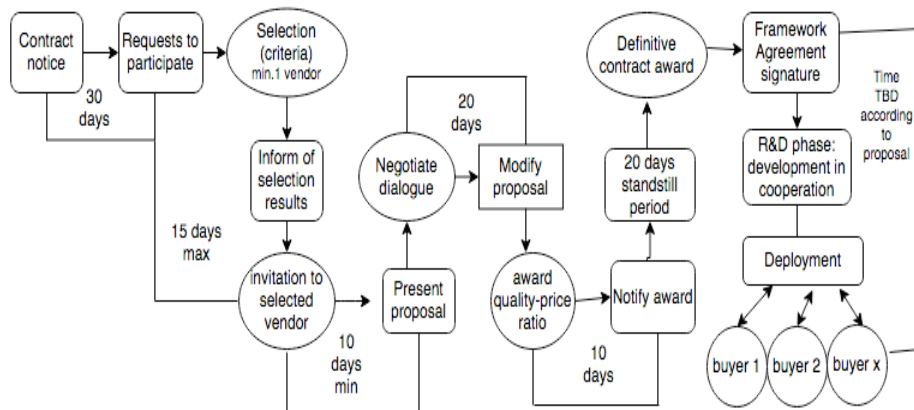 Contract
notice
Requests to
participate
Selection
(criteria)
min.1 vendor
30
days
Inform of
selection
results
15 days
max
invitation to
selected
vendor
10
days
min
Present
proposal
Negotiate
dialogue
20
days
Modify
proposal
award
quality-price
ratio
10
days
Notify award
20 days
standstill
period
Definitive
contract award
Framework
Agreement
signature
Time
TBD
according
to
proposal
R&D phase:
development in
cooperation
Deployment
buyer 1
buyer 2
buyer x